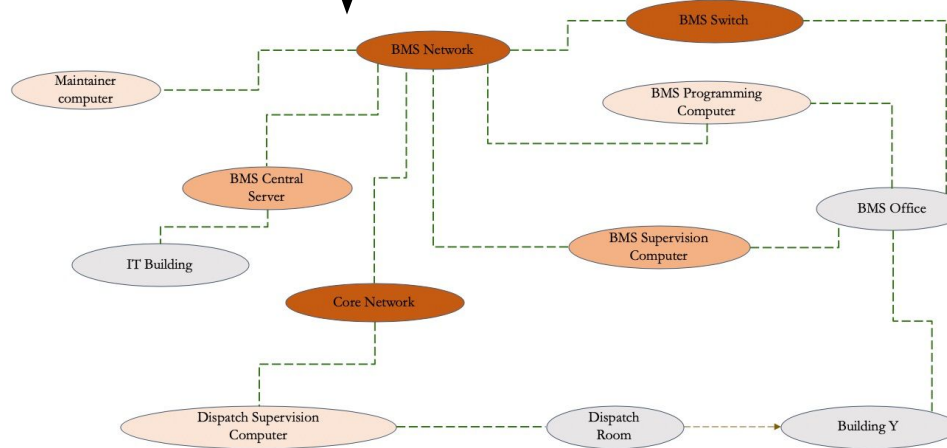 BMS Switch
BMS Network
Maintainer
computer
BMS Programming
Computer
BMS Central
Server
BMS Office
BMS Supervision
Computer
IT Building
Core Network
Dispatch Supervision
Computer
Dispatch
Room
Building Y